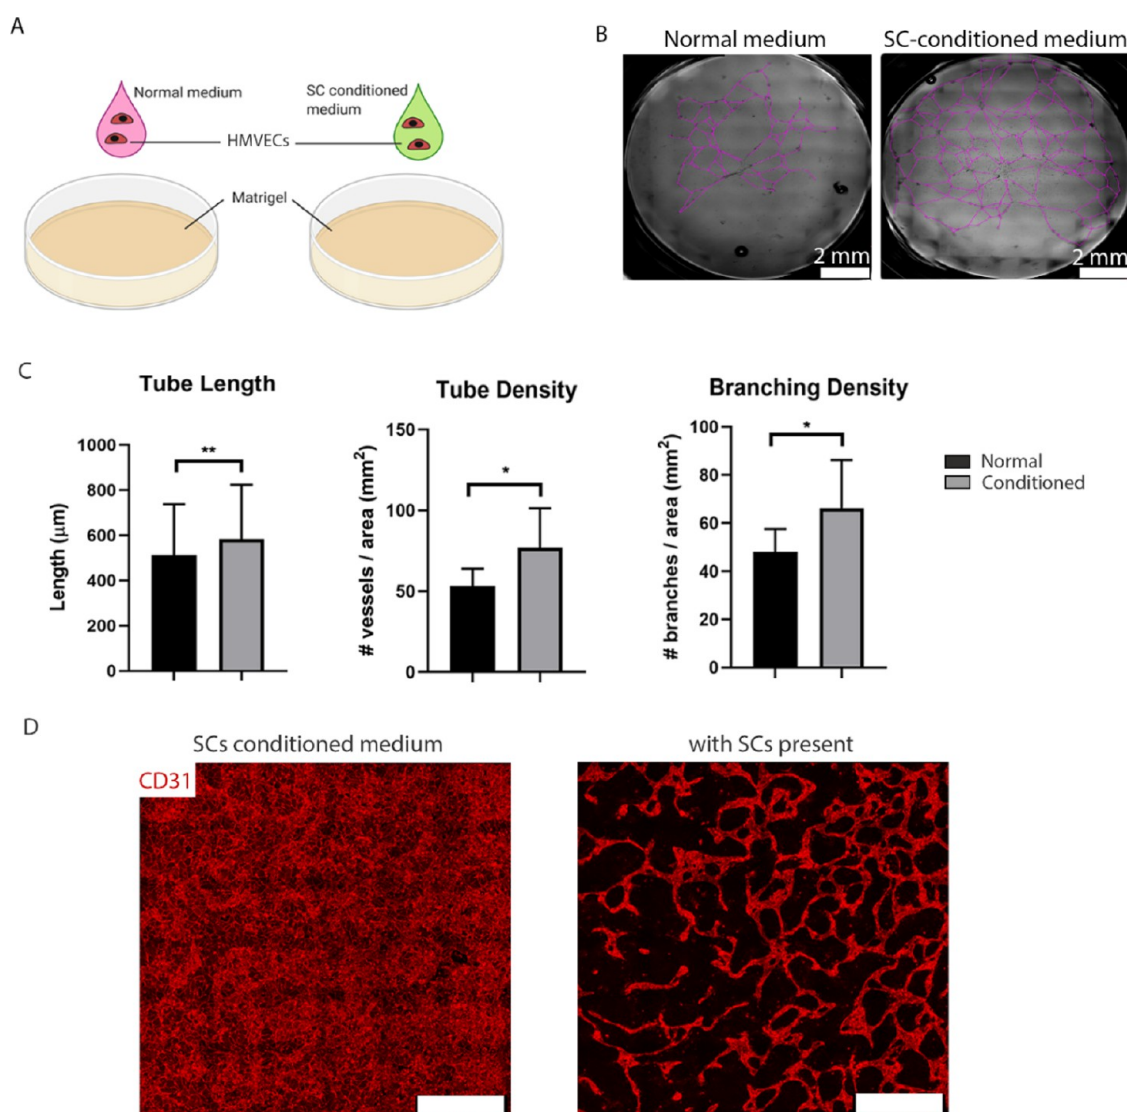 A
Normal medium
SC conditioned
medium
HMVECs
Matrigel
B
Normal medium
SC-conditioned medium
2 mm
2 mm
C
Tube Length
Length (µm)
1000
800
600
400
200
0
**
Tube Density
# vessels / area (mm²)
150
100
50
0
*
Branching Density
# branches / area (mm²)
100
80
60
40
20
0
*
Normal
Conditioned
D
SCs conditioned medium
with SCs present
CD31